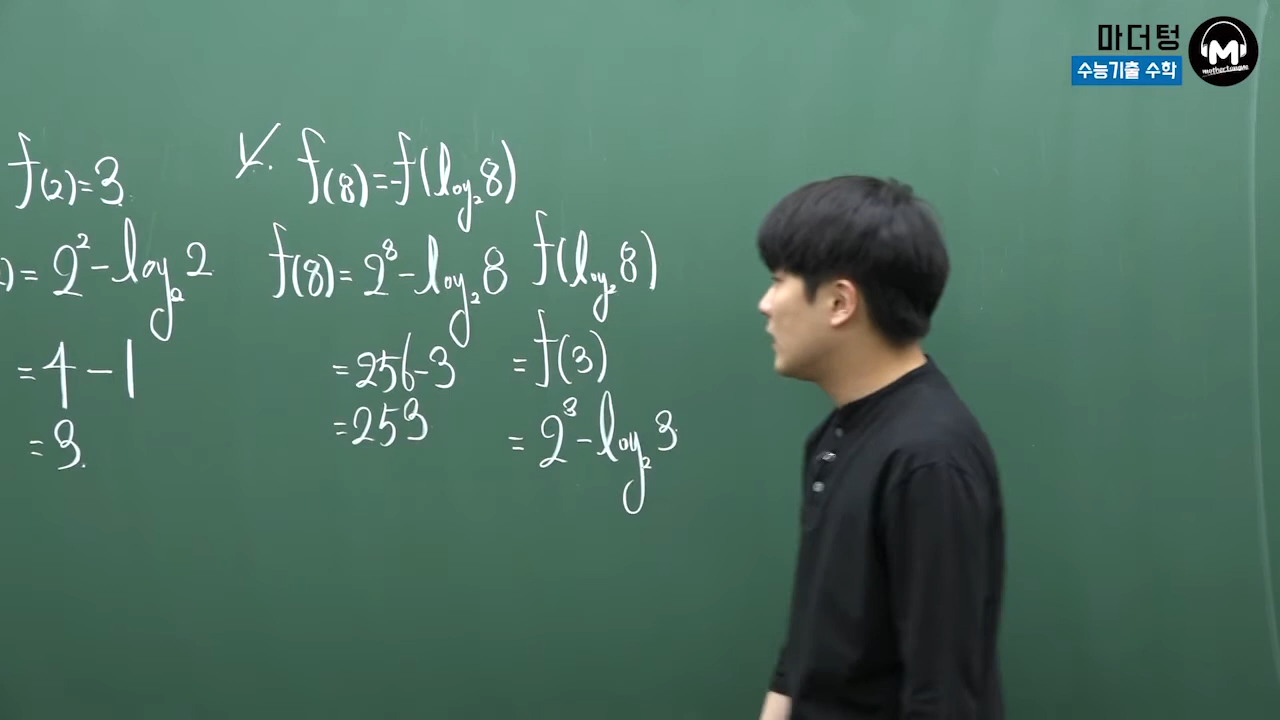 마더텅
수능기출 수학
M
mothertongue
f(2)=3.
)= 2² - log₂2
= 4 - 1
= 3.
ㄴ. f(8) = -f(log₂8)
f(8) = 2⁸ - log₂8
= 256 - 3
= 253
f(log₂8)
= f(3)
= 2³ - log₂3